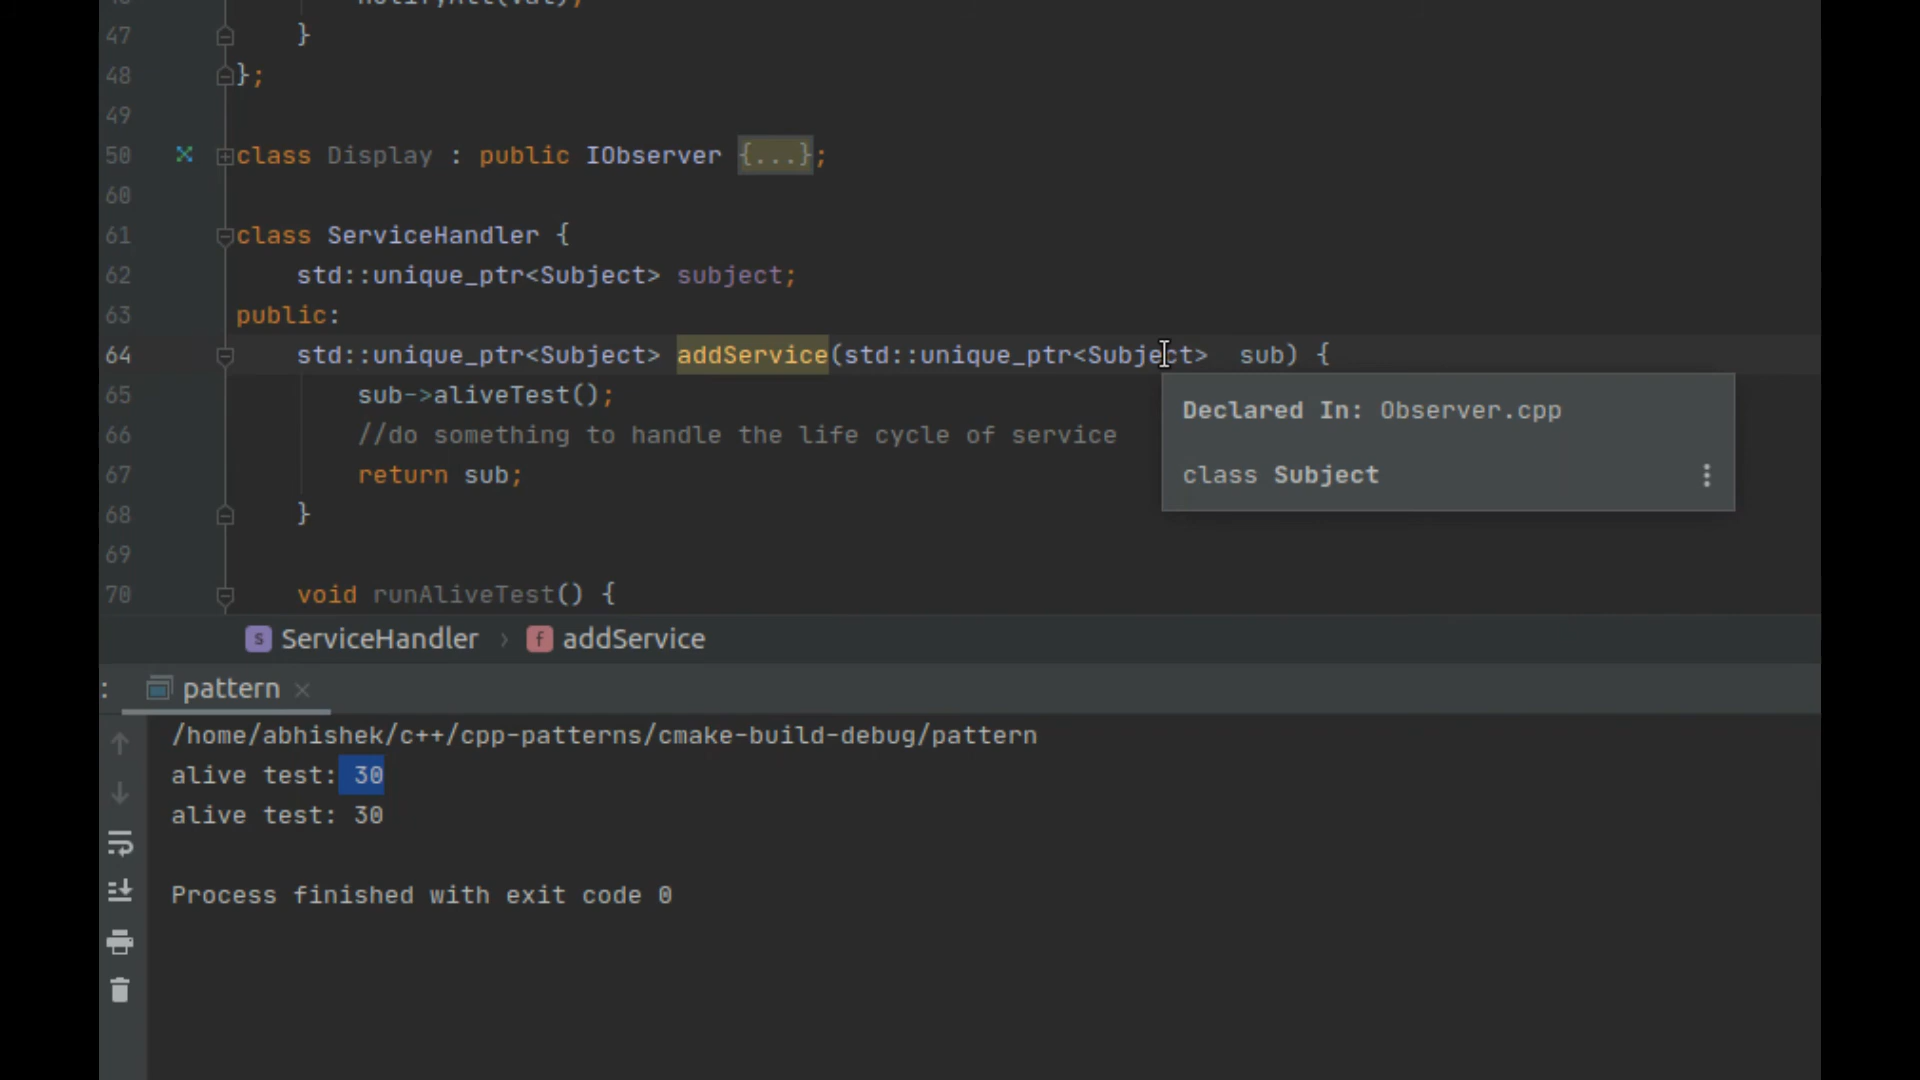 47 }
48 };
49
50 class Display : public IObserver {...};
60
61 class ServiceHandler {
62 std::unique_ptr<Subject> subject;
63 public:
64 std::unique_ptr<Subject> addService(std::unique_ptr<Subject>  sub) {
65 sub->aliveTest();
66 //do something to handle the life cycle of service
67 return sub;
68 }
69
70 void runAliveTest() {
Declared In: Observer.cpp
class Subject
ServiceHandler › addService
: pattern
/home/abhishek/c++/cpp-patterns/cmake-build-debug/pattern
alive test: 30
alive test: 30
Process finished with exit code 0